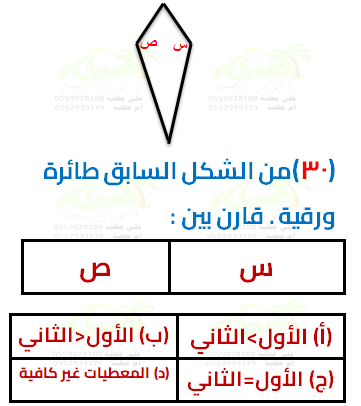 ص س
(٣٠)من الشكل السابق طائرة
ورقية . قارن بين :
س ص
(أ) الأول>الثاني (ب) الأول<الثاني
(ج) الأول=الثاني (د) المعطيات غير كافية